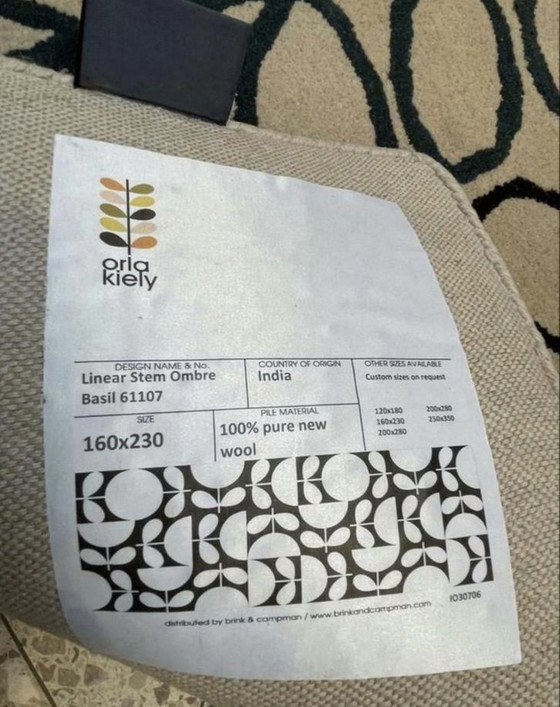 orla
kiely
DESIGN NAME & No.
Linear Stem Ombre
Basil 61107
COUNTRY OF ORIGIN
India
OTHER SIZES AVAILABLE
Custom sizes on request
120x180 200x280
160x230 250x350
200x280
SIZE
160x230
PILE MATERIAL
100% pure new
wool
IO30706
distributed by brink & campman / www.brinkandcampman.com